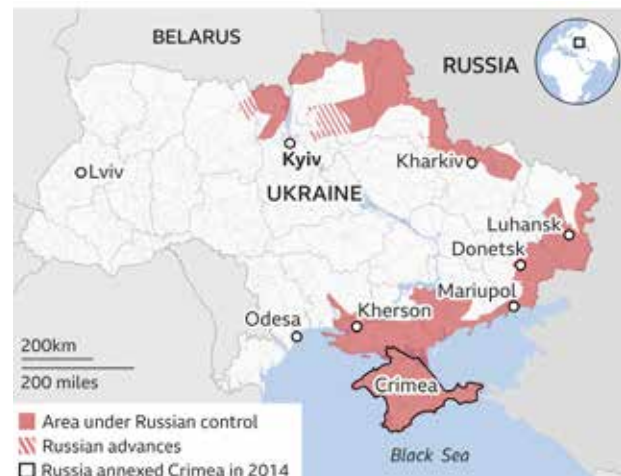 BELARUS
RUSSIA
Kyiv
Lviv
Kharkiv
UKRAINE
Luhansk
Donetsk
Mariupol
Kherson
Odesa
200km
200 miles
Crimea
Area under Russian control
Russian advances
Russia annexed Crimea in 2014
Black Sea